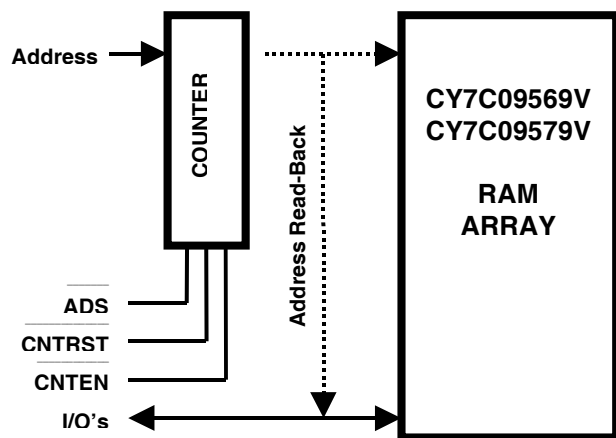 Address
COUNTER
CY7C09569V
CY7C09579V
RAM
ARRAY
Address Read-Back
ADS
CNTRST
CNTEN
I/O's